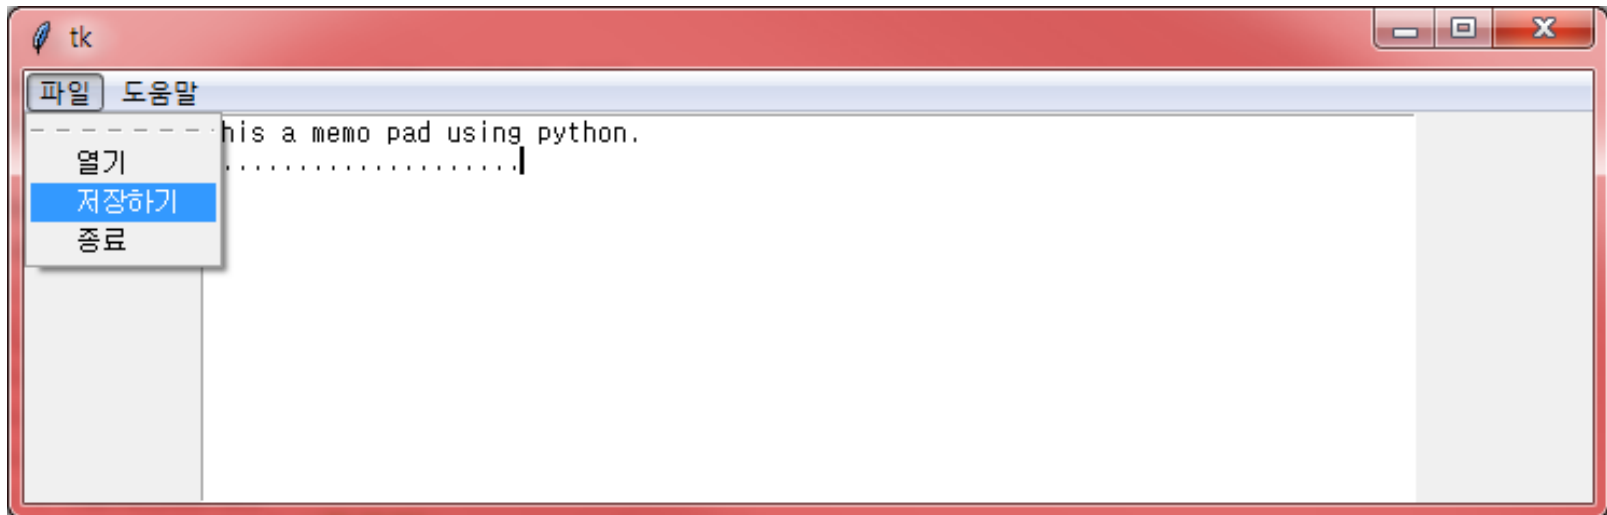 tk
파일 도움말
his a memo pad using python.
열기
....................
저장하기
종료